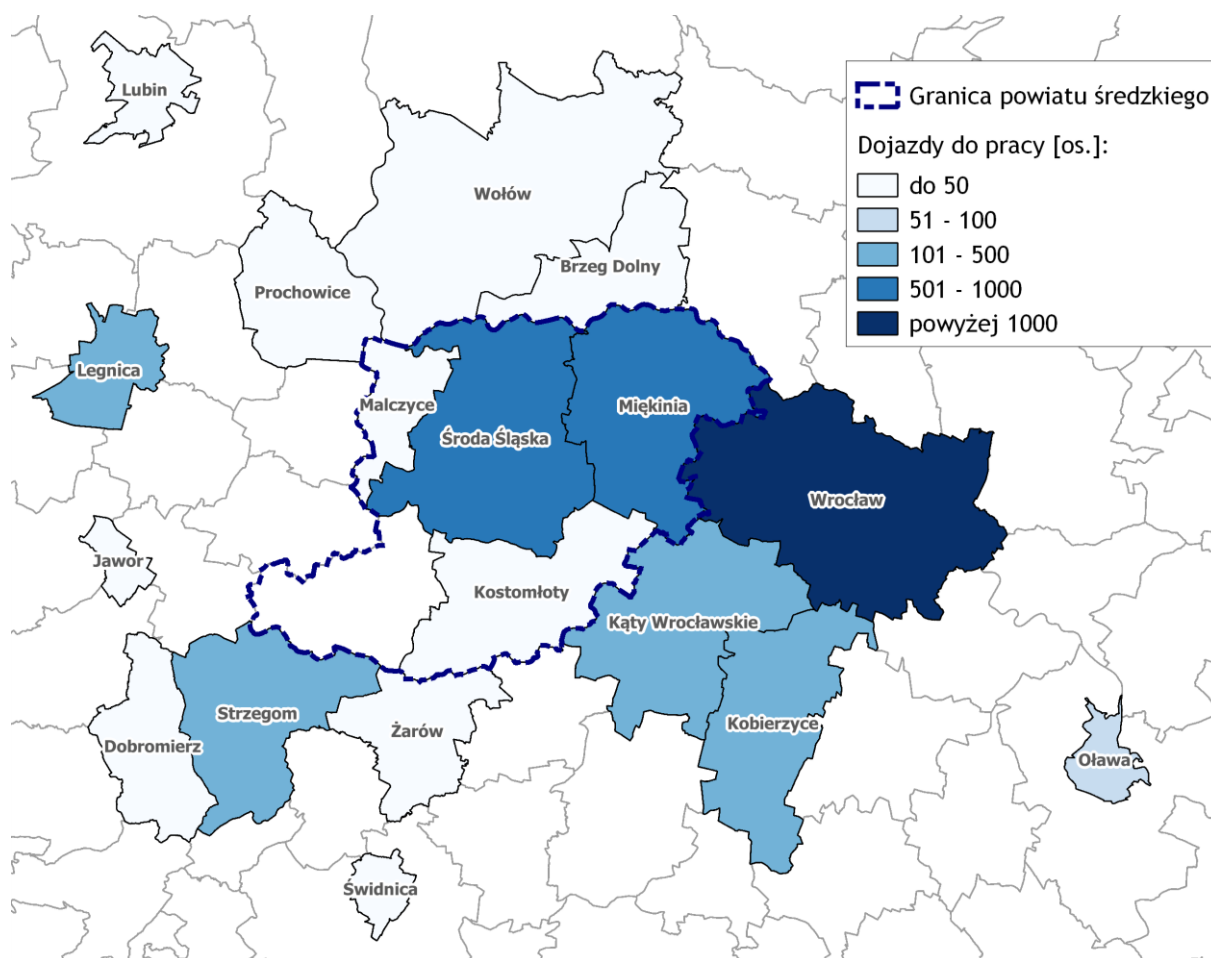 Lubin
Granica powiatu średzkiego
Dojazdy do pracy [os.]:
do 50
51 - 100
101 - 500
501 - 1000
powyżej 1000
Wołów
Brzeg Dolny
Prochowice
Legnica
Malczyce
Miękinia
Środa Śląska
Wrocław
Jawor
Kostomłoty
Kąty Wrocławskie
Strzegom
Kobierzyce
Żarów
Dobromierz
Oława
Świdnica